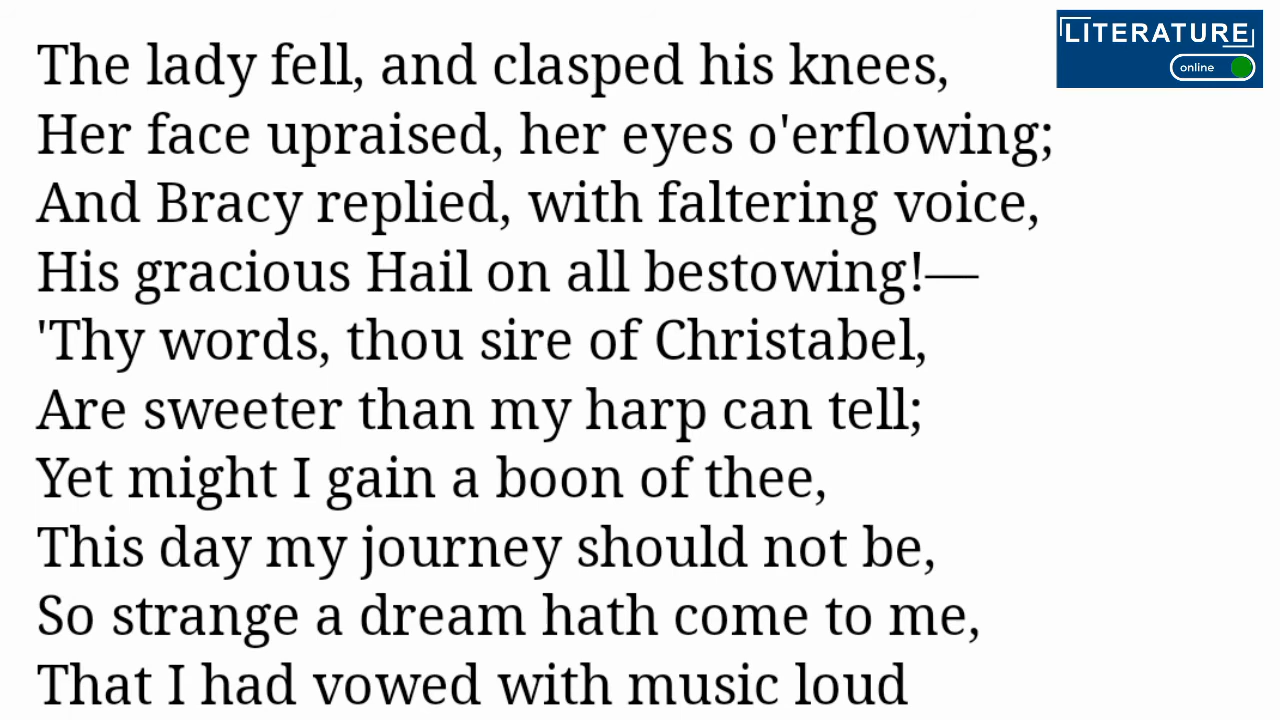 LITERATURE
online
The lady fell, and clasped his knees,
Her face upraised, her eyes o'erflowing;
And Bracy replied, with faltering voice,
His gracious Hail on all bestowing!—
'Thy words, thou sire of Christabel,
Are sweeter than my harp can tell;
Yet might I gain a boon of thee,
This day my journey should not be,
So strange a dream hath come to me,
That I had vowed with music loud